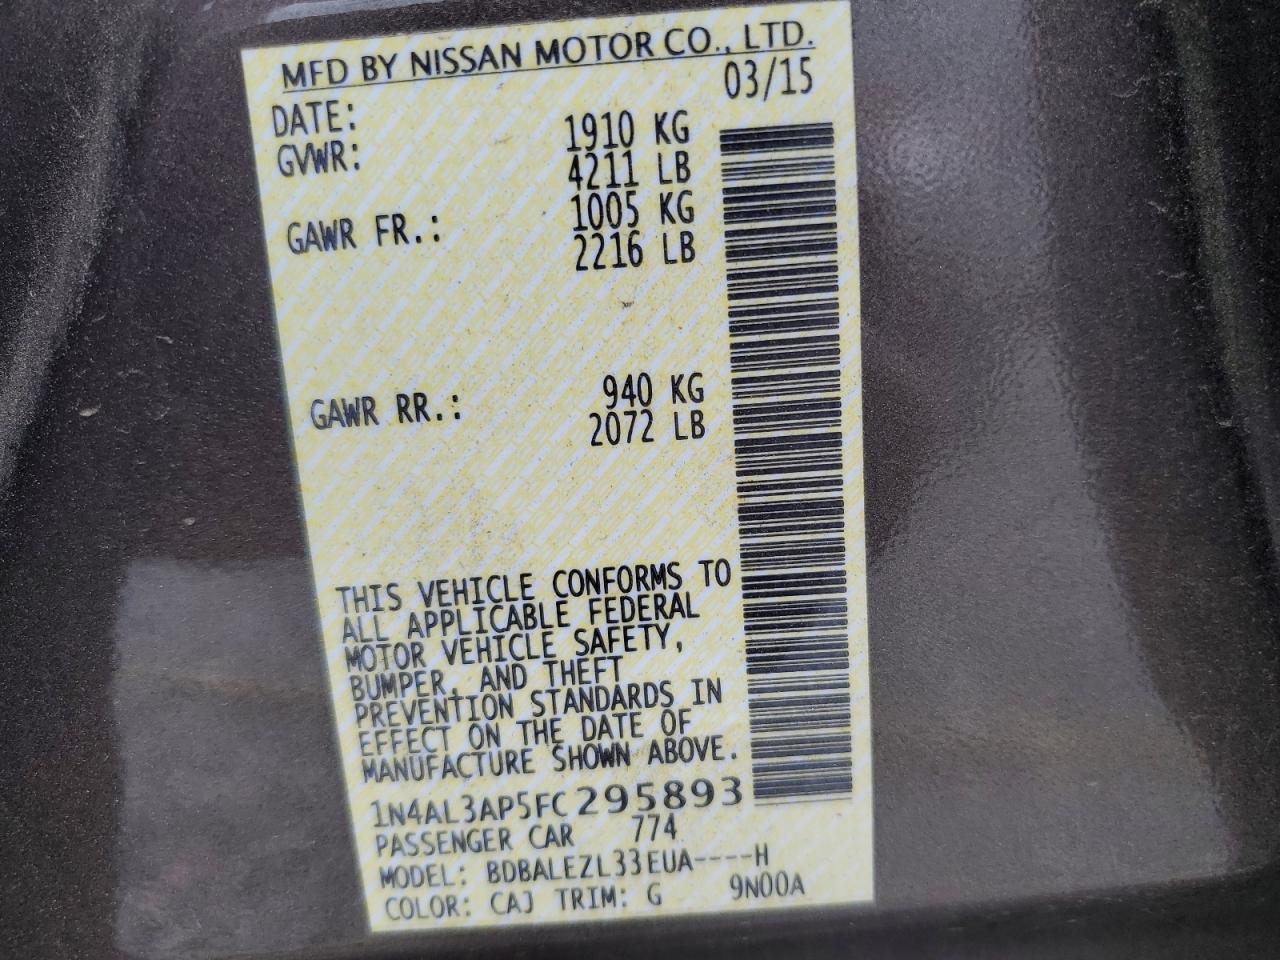 MFD BY NISSAN MOTOR CO., LTD.
DATE: 03/15
GVWR: 1910 KG
4211 LB
GAWR FR.: 1005 KG
2216 LB
GAWR RR.: 940 KG
2072 LB
THIS VEHICLE CONFORMS TO
ALL APPLICABLE FEDERAL
MOTOR VEHICLE SAFETY,
BUMPER, AND THEFT
PREVENTION STANDARDS IN
EFFECT ON THE DATE OF
MANUFACTURE SHOWN ABOVE.
1N4AL3AP5FC295893
PASSENGER CAR 774
MODEL: BDBALEZL33EUA----H
COLOR: CAJ TRIM: G 9N00A